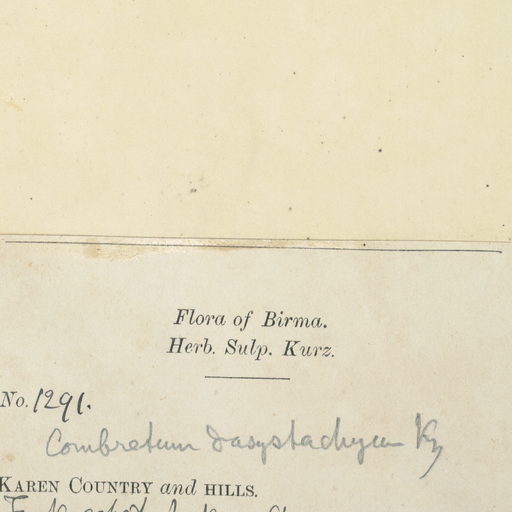 Flora of Birma.
Herb. Sulp. Kurz.
No. 1291.
Combretum dasystachyum Kz
KAREN COUNTRY and HILLS.